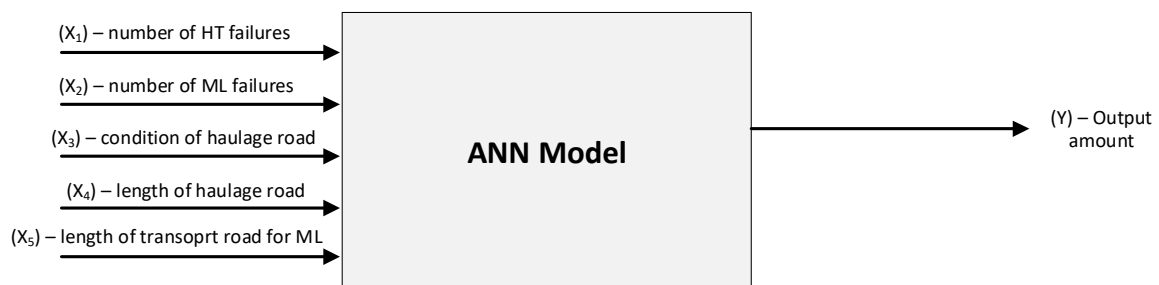 (X₁) – number of HT failures
(X₂) – number of ML failures
(X₃) – condition of haulage road
(X₄) – length of haulage road
(X₅) – length of transoprt road for ML
ANN Model
(Y) – Output
amount